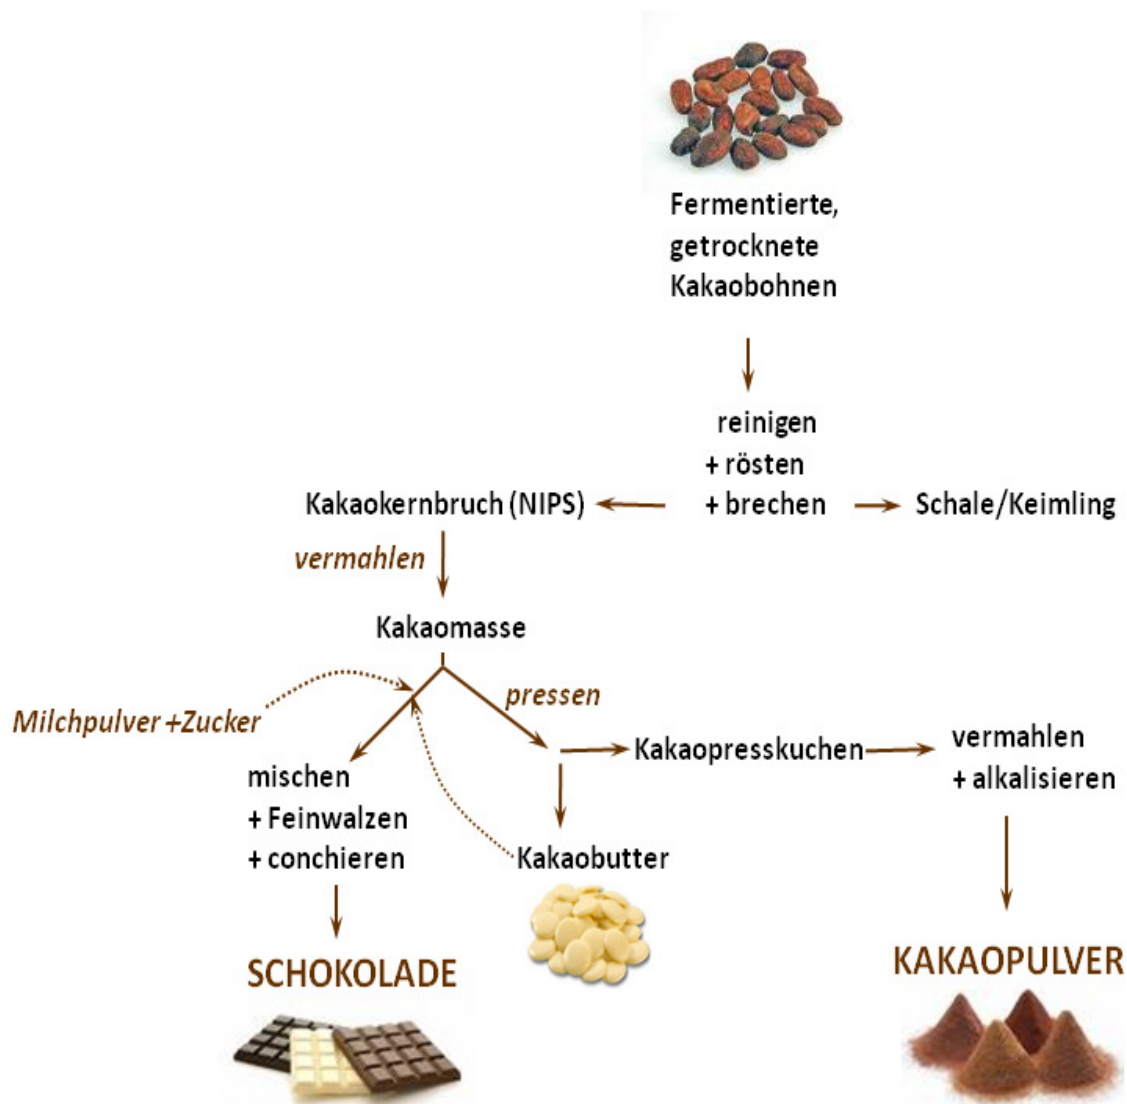 Fermentierte,
getrocknete
Kakaobohnen
reinigen
+ rösten
+ brechen
Kakaokernbruch (NIPS)
Schale/Keimling
vermahlen
Kakaomasse
pressen
Milchpulver +Zucker
Kakaopresskuchen
vermahlen
+ alkalisieren
mischen
+ Feinwalzen
+ conchieren
Kakaobutter
SCHOKOLADE
KAKAOPULVER